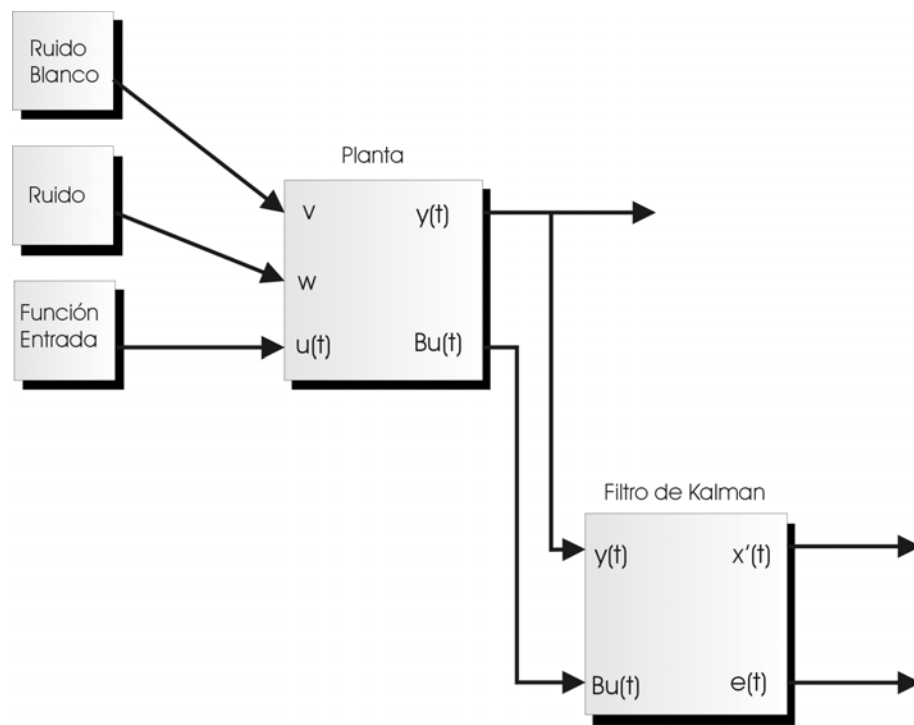 Ruido
Blanco
Ruido
Función
Entrada
Planta
v
y(t)
w
u(t)
Bu(t)
Filtro de Kalman
y(t)
x'(t)
Bu(t)
e(t)